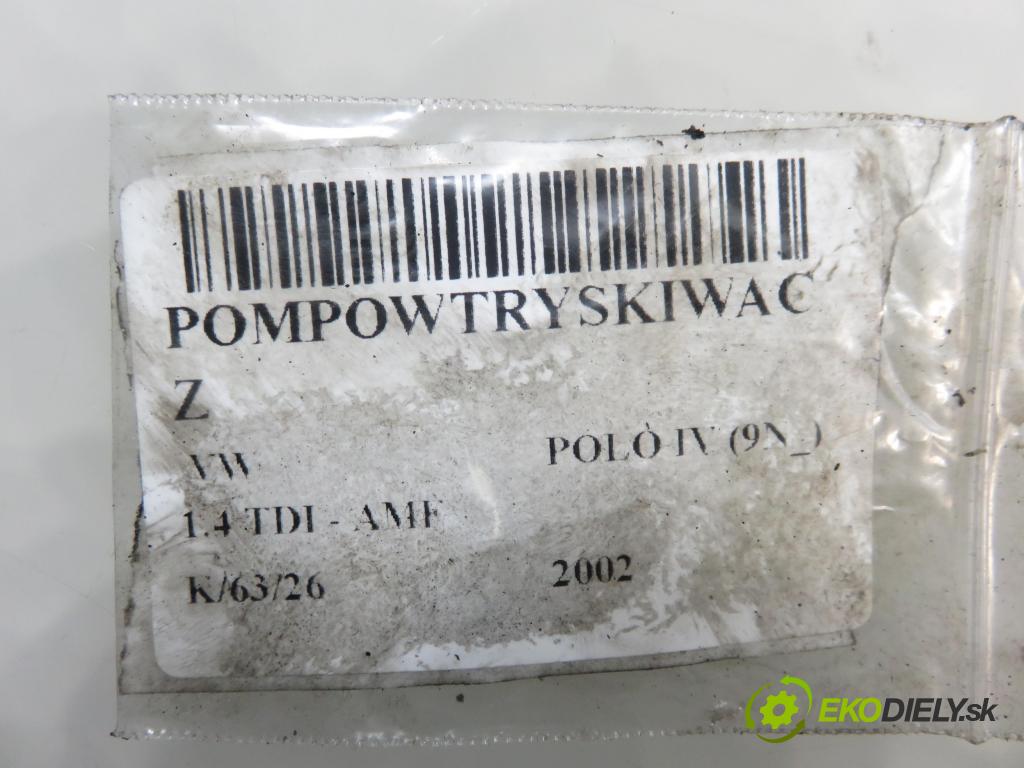 POMPOWTRYSKIWAC
Z
VW POLO IV (9N_)
1.4 TDI - AMF
K/63/26 2002
EKODIELY.sk